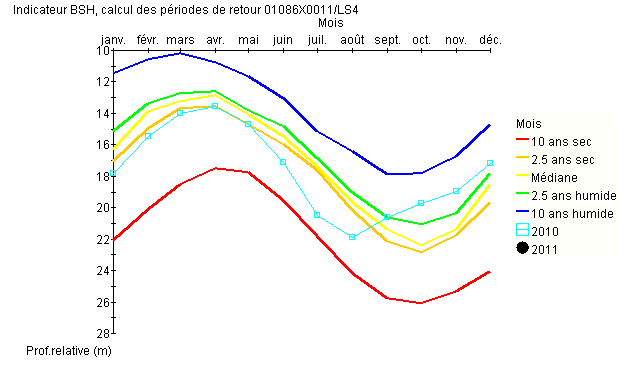 Indicateur BSH, calcul des périodes de retour 01086X0011/LS4
Mois
janv. févr. mars avr. mai juin juil. août sept. oct. nov. déc.
10
12
14
16
18
20
22
24
26
28
Prof.relative (m)
Mois
10 ans sec
2.5 ans sec
Médiane
2.5 ans humide
10 ans humide
2010
2011